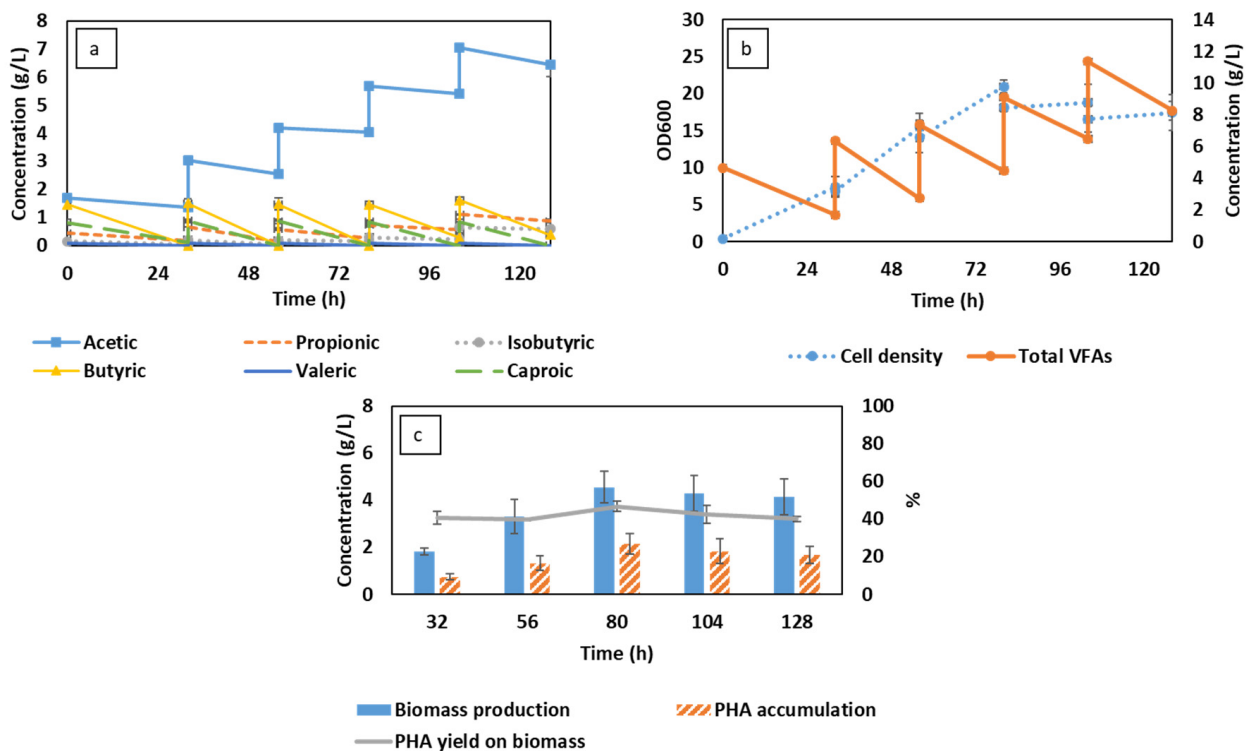 a
Concentration (g/L)
8
7
6
5
4
3
2
1
0
0 24 48 72 96 120
Time (h)
Acetic Propionic Isobutyric
Butyric Valeric Caproic
b
OD600
30
25
20
15
10
5
0
Concentration (g/L)
14
12
10
8
6
4
2
0
0 24 48 72 96 120
Time (h)
Cell density Total VFAs
c
Concentration (g/L)
8
6
4
2
0
%
100
80
60
40
20
0
32 56 80 104 128
Time (h)
Biomass production PHA accumulation
PHA yield on biomass